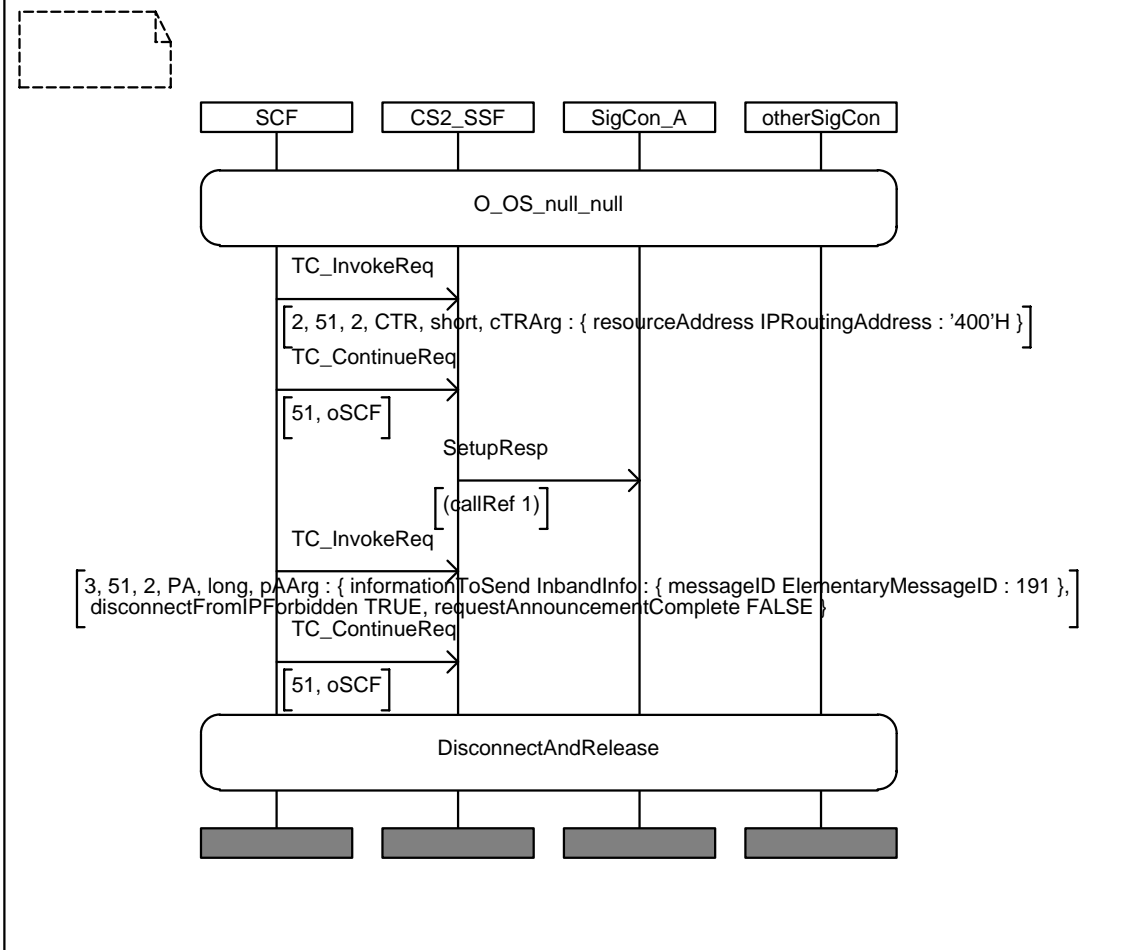 SCF CS2_SSF SigCon_A otherSigCon
O_OS_null_null
TC_InvokeReq
2, 51, 2, CTR, short, cTRArg : { resourceAddress IPRoutingAddress : ’400’H }
TC_ContinueReq
51, oSCF
SetupResp
(callRef 1)
TC_InvokeReq
3, 51, 2, PA, long, pAArg : { informationToSend InbandInfo : { messageID ElementaryMessageID : 191 },
disconnectFromIPForbidden TRUE, requestAnnouncementComplete FALSE }
TC_ContinueReq
51, oSCF
DisconnectAndRelease